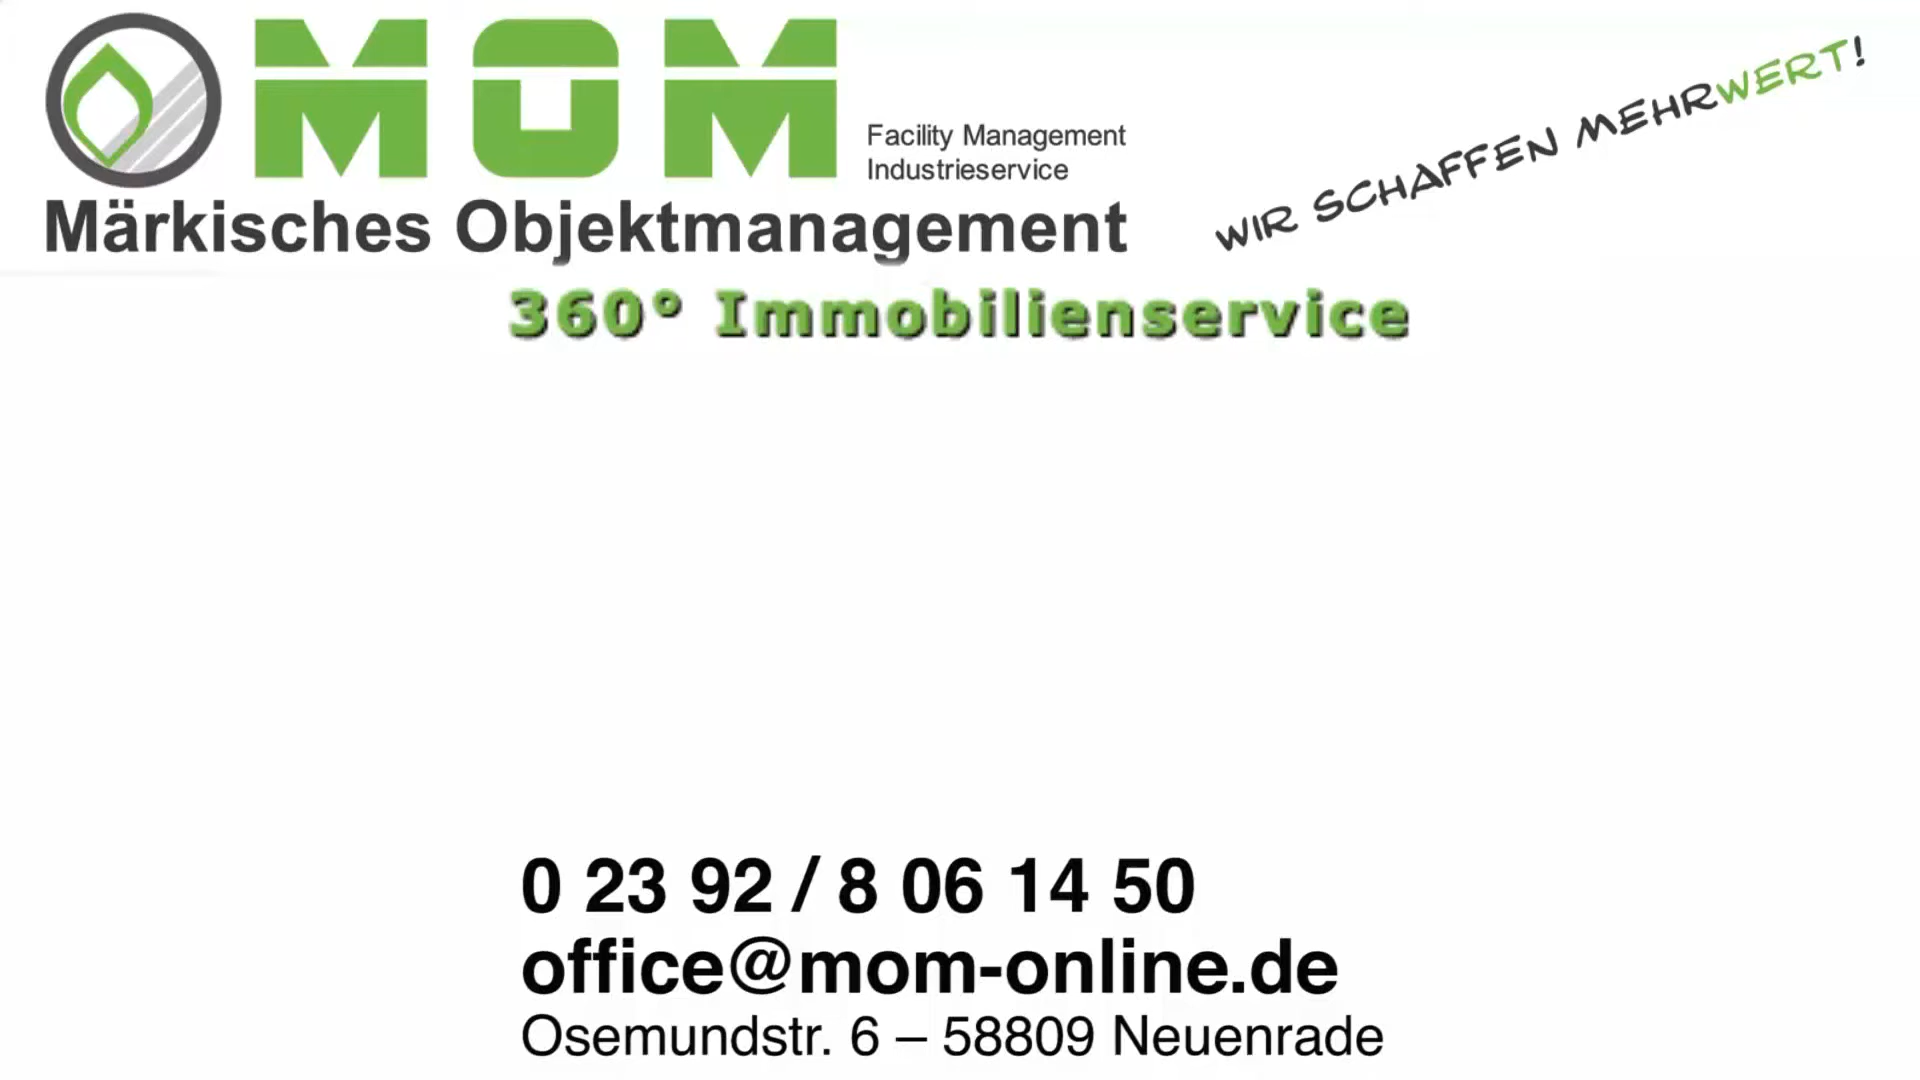 MOM
Facility Management
Industrieservice
Märkisches Objektmanagement
WIR SCHAFFEN MEHRWERT!
360° Immobilienservice
0 23 92 / 8 06 14 50
office@mom-online.de
Osemundstr. 6 – 58809 Neuenrade